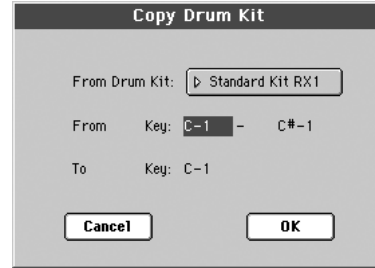 Copy Drum Kit
From Drum Kit: ▷ Standard Kit RX1
From Key: C-1 - C#-1
To Key: C-1
Cancel OK